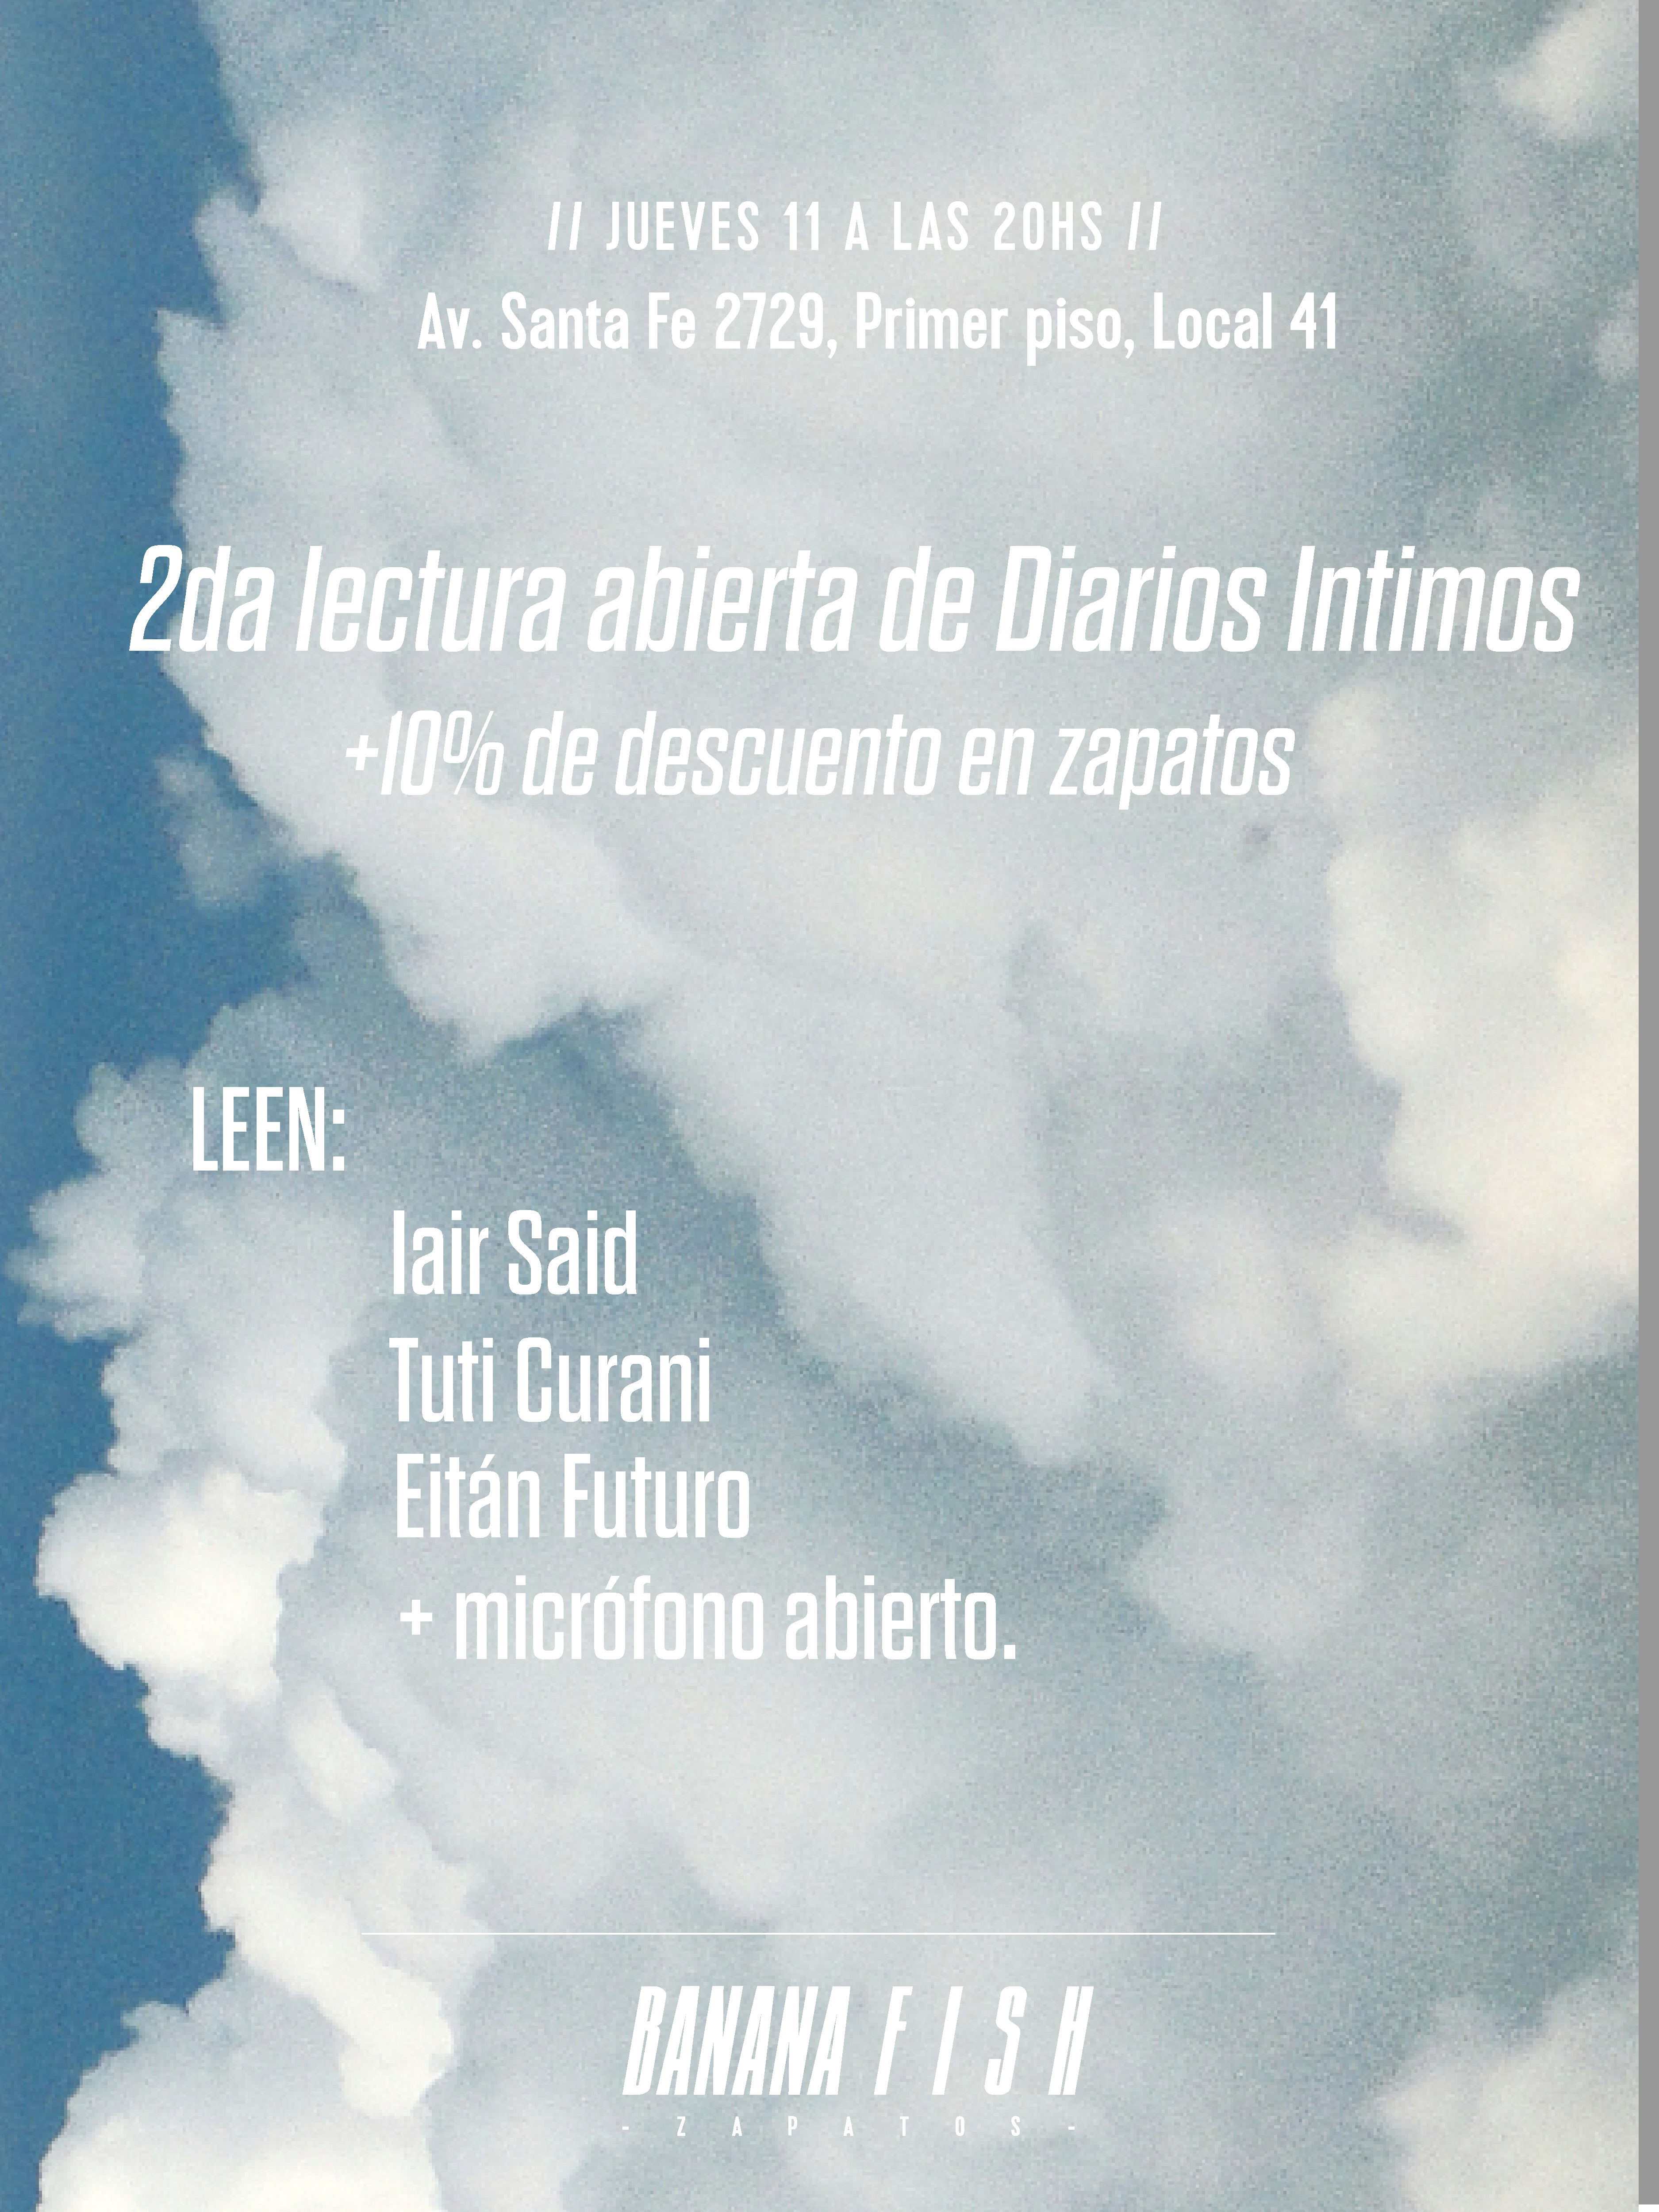 // JUEVES 11 A LAS 20HS //
Av. Santa Fe 2729, Primer piso, Local 41
2da lectura abierta de Diarios Intimos
+10% de descuento en zapatos
LEEN:
Iair Said
Tuti Curani
Eitán Futuro
+ micrófono abierto.
BANANA FISH
- ZAPATOS -